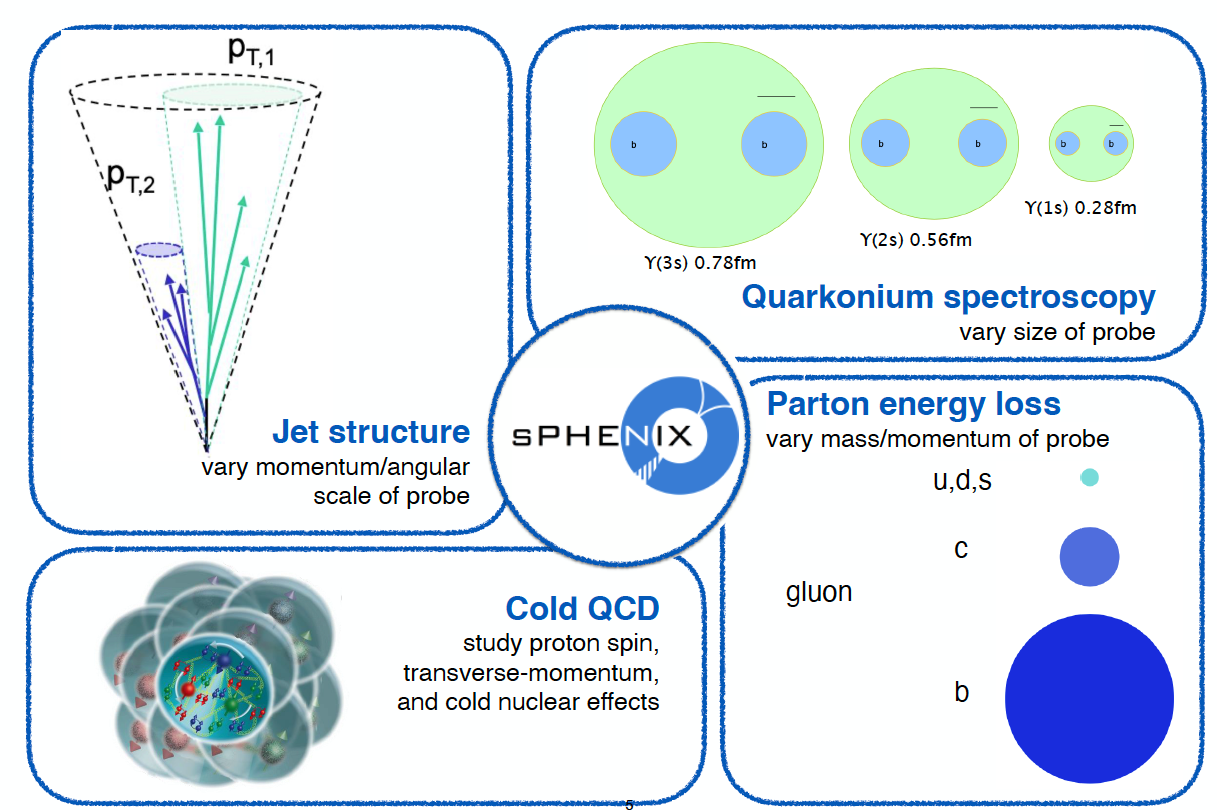 pT,1
pT,2
Jet structure
vary momentum/angular
scale of probe
b
b
b
b
b
b
ϒ(3s) 0.78fm
ϒ(2s) 0.56fm
ϒ(1s) 0.28fm
Quarkonium spectroscopy
vary size of probe
sPHENIX
Parton energy loss
vary mass/momentum of probe
u,d,s
c
gluon
b
Cold QCD
study proton spin,
transverse-momentum,
and cold nuclear effects
5